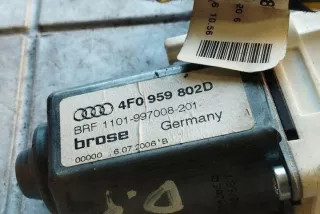 4F0 959 802D
BRF 1101-997008-201
brose Germany
00000 6.07.2006 *B